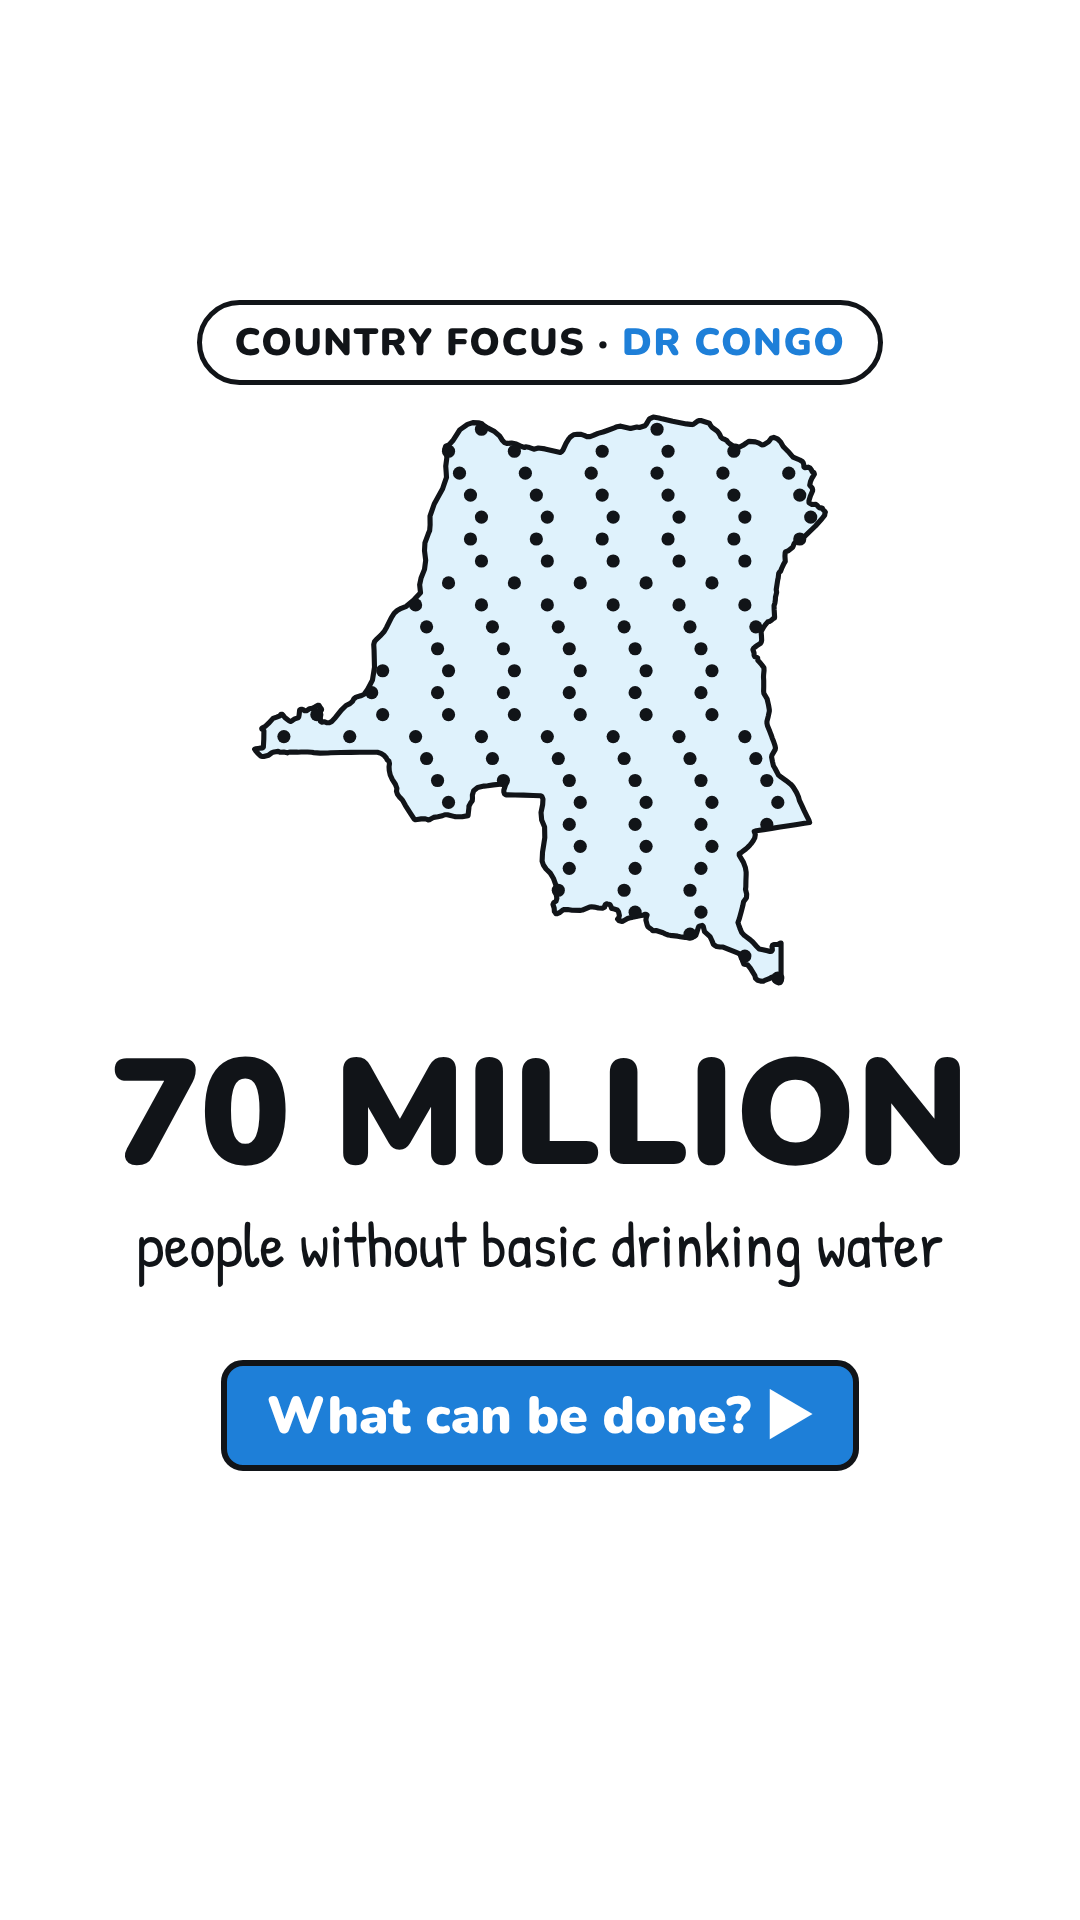 COUNTRY FOCUS · DR CONGO
70 MILLION
people without basic drinking water
What can be done? ▶